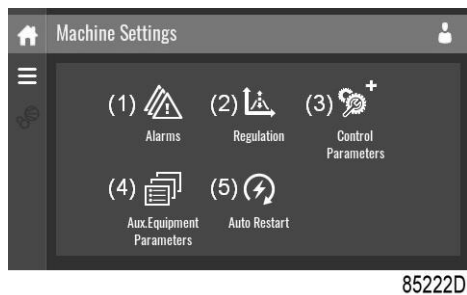 Machine Settings
(1) (2) (3)
Alarms Regulation Control
Parameters
(4) (5)
Aux.Equipment Auto Restart
Parameters
85222D